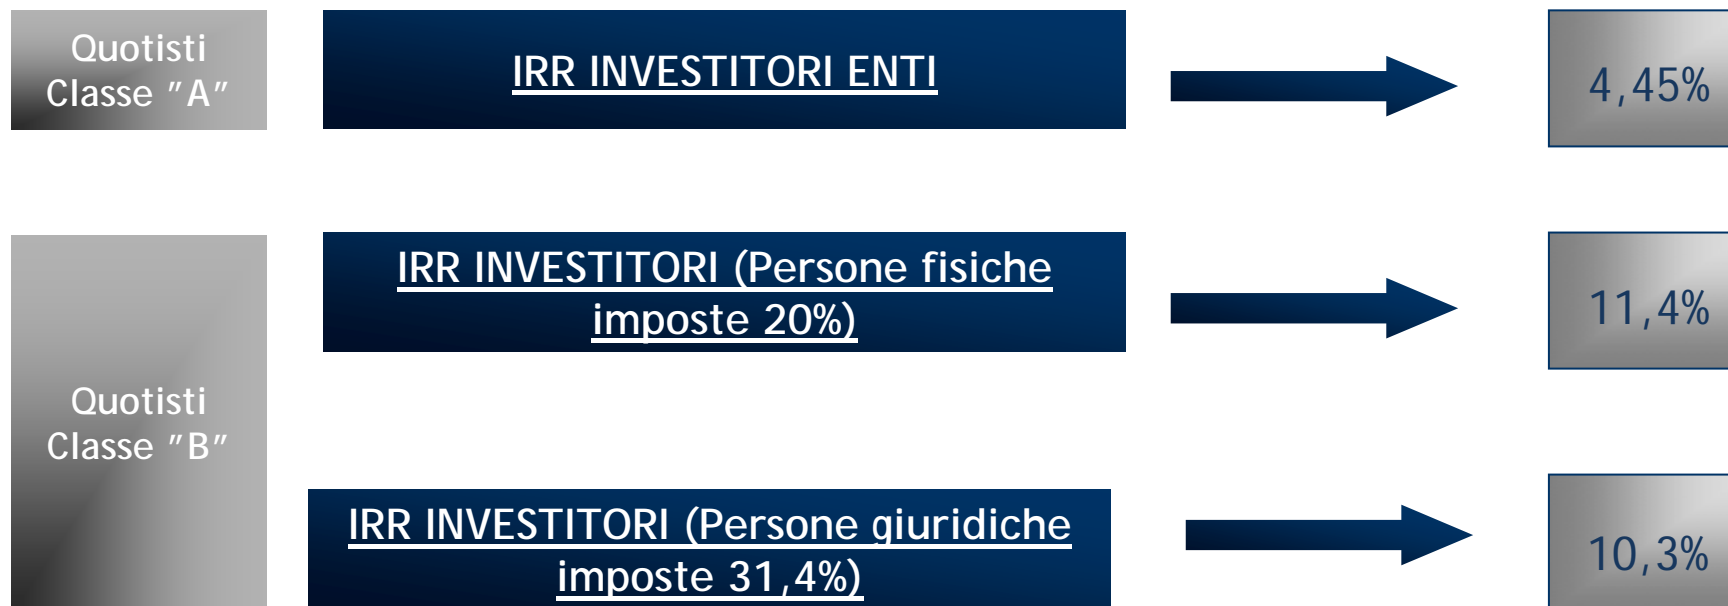 Quotisti
Classe "A"
IRR INVESTITORI ENTI
4,45%
IRR INVESTITORI (Persone fisiche
imposte 20%)
11,4%
Quotisti
Classe "B"
IRR INVESTITORI (Persone giuridiche
imposte 31,4%)
10,3%